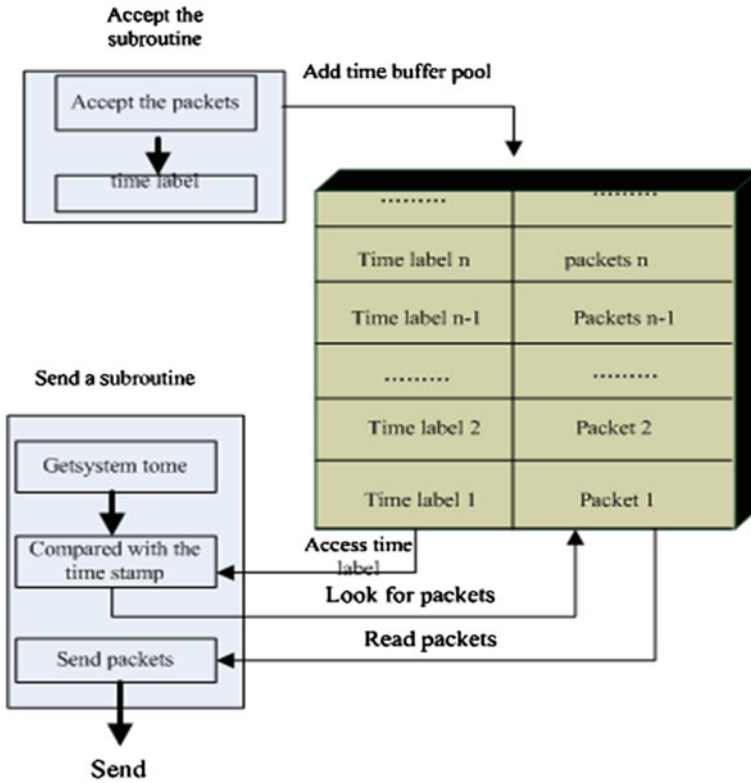 Accept the
subroutine
Add time buffer pool
Accept the packets
time label
......... .........
Time label n packets n
Time label n-1 Packets n-1
......... .........
Time label 2 Packet 2
Time label 1 Packet 1
Send a subroutine
Getsystem tome
Compared with the
time stamp
Access time
label
Look for packets
Read packets
Send packets
Send